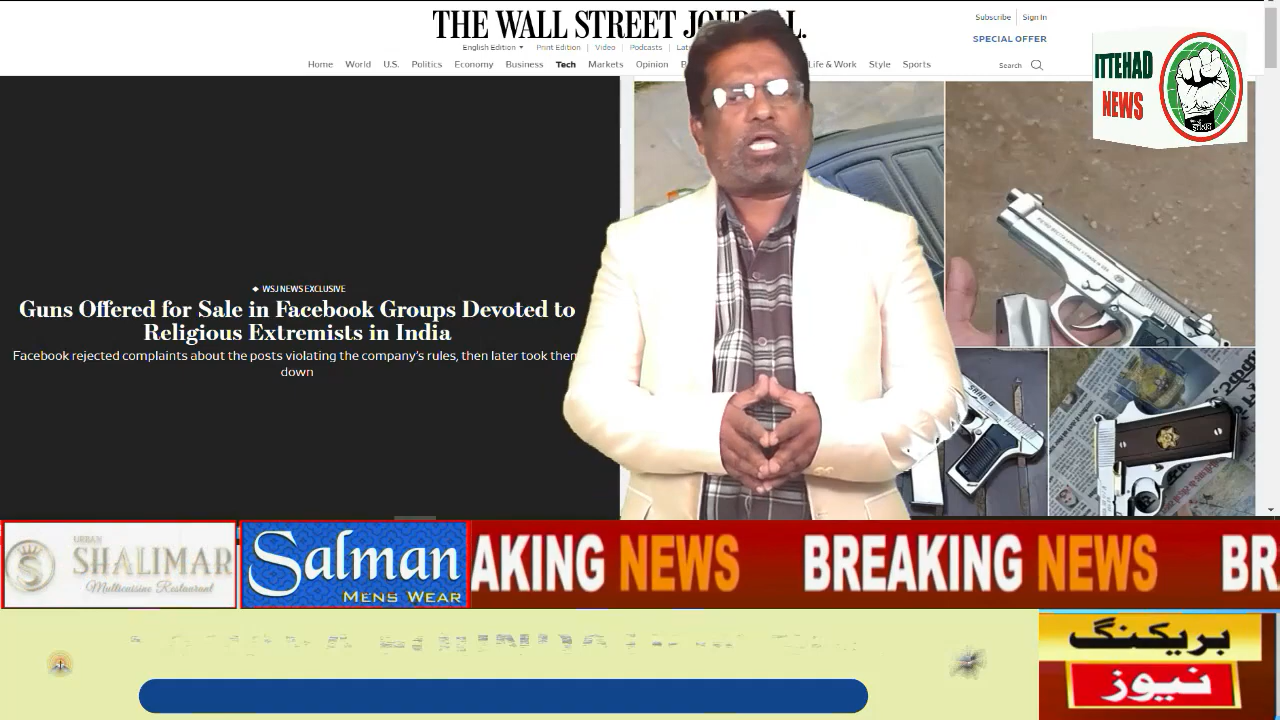 THE WALL STREET JOURNAL.
Subscribe Sign In
English Edition Print Edition Video Podcasts
SPECIAL OFFER
Home World U.S. Politics Economy Business Tech Markets Opinion
Life & Work Style Sports
Search
ITTEHAD
NEWS
WSJ NEWS EXCLUSIVE
Guns Offered for Sale in Facebook Groups Devoted to
Religious Extremists in India
Facebook rejected complaints about the posts violating the company's rules, then later took them
down
URBAN
SHALIMAR
Multicuisine Restaurant
Salman
MENS WEAR
AKING NEWS BREAKING NEWS BR
بریکنگ
نیوز